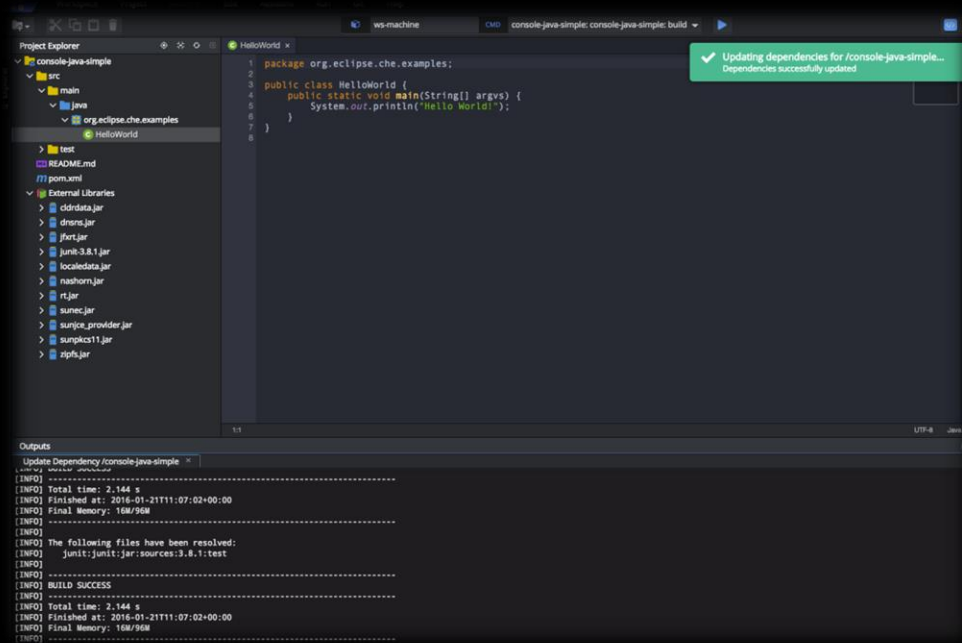 ws-machine
CMD console-java-simple: console-java-simple: build
Project Explorer
HelloWorld ×
console-java-simple
src
main
java
org.eclipse.che.examples
HelloWorld
test
README.md
pom.xml
External Libraries
cldrdata.jar
dnsns.jar
jfxrt.jar
junit-3.8.1.jar
localedata.jar
nashorn.jar
rt.jar
sunec.jar
sunjce_provider.jar
sunpkcs11.jar
zipfs.jar
1 package org.eclipse.che.examples;
2
3 public class HelloWorld {
4 public static void main(String[] argvs) {
5 System.out.println("Hello World!");
6 }
7 }
8
Updating dependencies for /console-java-simple...
Dependencies successfully updated
1:1
UTF-8 Java
Outputs
Update Dependency /console-java-simple ×
[INFO] BUILD SUCCESS
[INFO] ------------------------------------------------------------------------
[INFO] Total time: 2.144 s
[INFO] Finished at: 2016-01-21T11:07:02+00:00
[INFO] Final Memory: 16M/96M
[INFO] ------------------------------------------------------------------------
[INFO]
[INFO] The following files have been resolved:
[INFO] junit:junit:jar:sources:3.8.1:test
[INFO]
[INFO] ------------------------------------------------------------------------
[INFO] BUILD SUCCESS
[INFO] ------------------------------------------------------------------------
[INFO] Total time: 2.144 s
[INFO] Finished at: 2016-01-21T11:07:02+00:00
[INFO] Final Memory: 16M/96M
[INFO] ------------------------------------------------------------------------